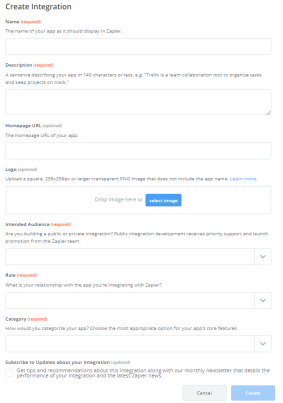 Create Integration
Name (required)
The name of your app as it should display in Zapier.
Description (required)
A sentence describing your app in 140 characters or less, e.g. "Trello is a team collaboration tool to organize tasks
and keep projects on track."
Homepage URL (optional)
The homepage URL of your app.
Logo (optional)
Upload a square, 256x256px or larger transparent PNG image that does not include the app name. Learn more.
Drop image here or select image
Intended Audience (required)
Are you building a public or private integration? Public integration development receives priority support and launch
promotion from the Zapier team.
Role (required)
What is your relationship with the app you're integrating with Zapier?
Category (required)
How would you categorize your app? Choose the most appropriate option for your app's core features.
Subscribe to Updates about your Integration (optional)
Get tips and recommendations about this integration along with our monthly newsletter that details the
performance of your integration and the latest Zapier news.
Cancel Create